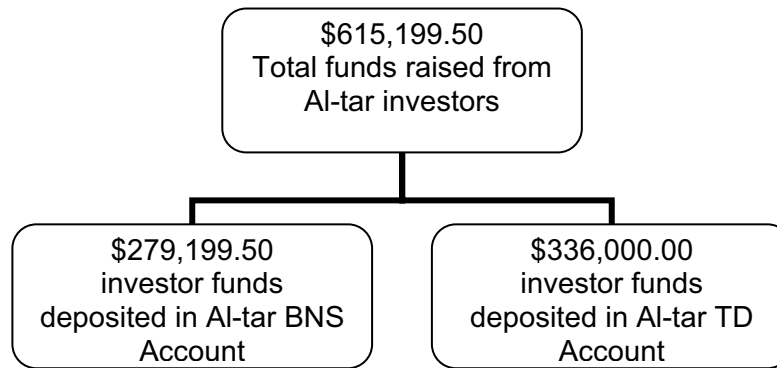 $615,199.50
Total funds raised from
Al-tar investors
$279,199.50
investor funds
deposited in Al-tar BNS
Account
$336,000.00
investor funds
deposited in Al-tar TD
Account